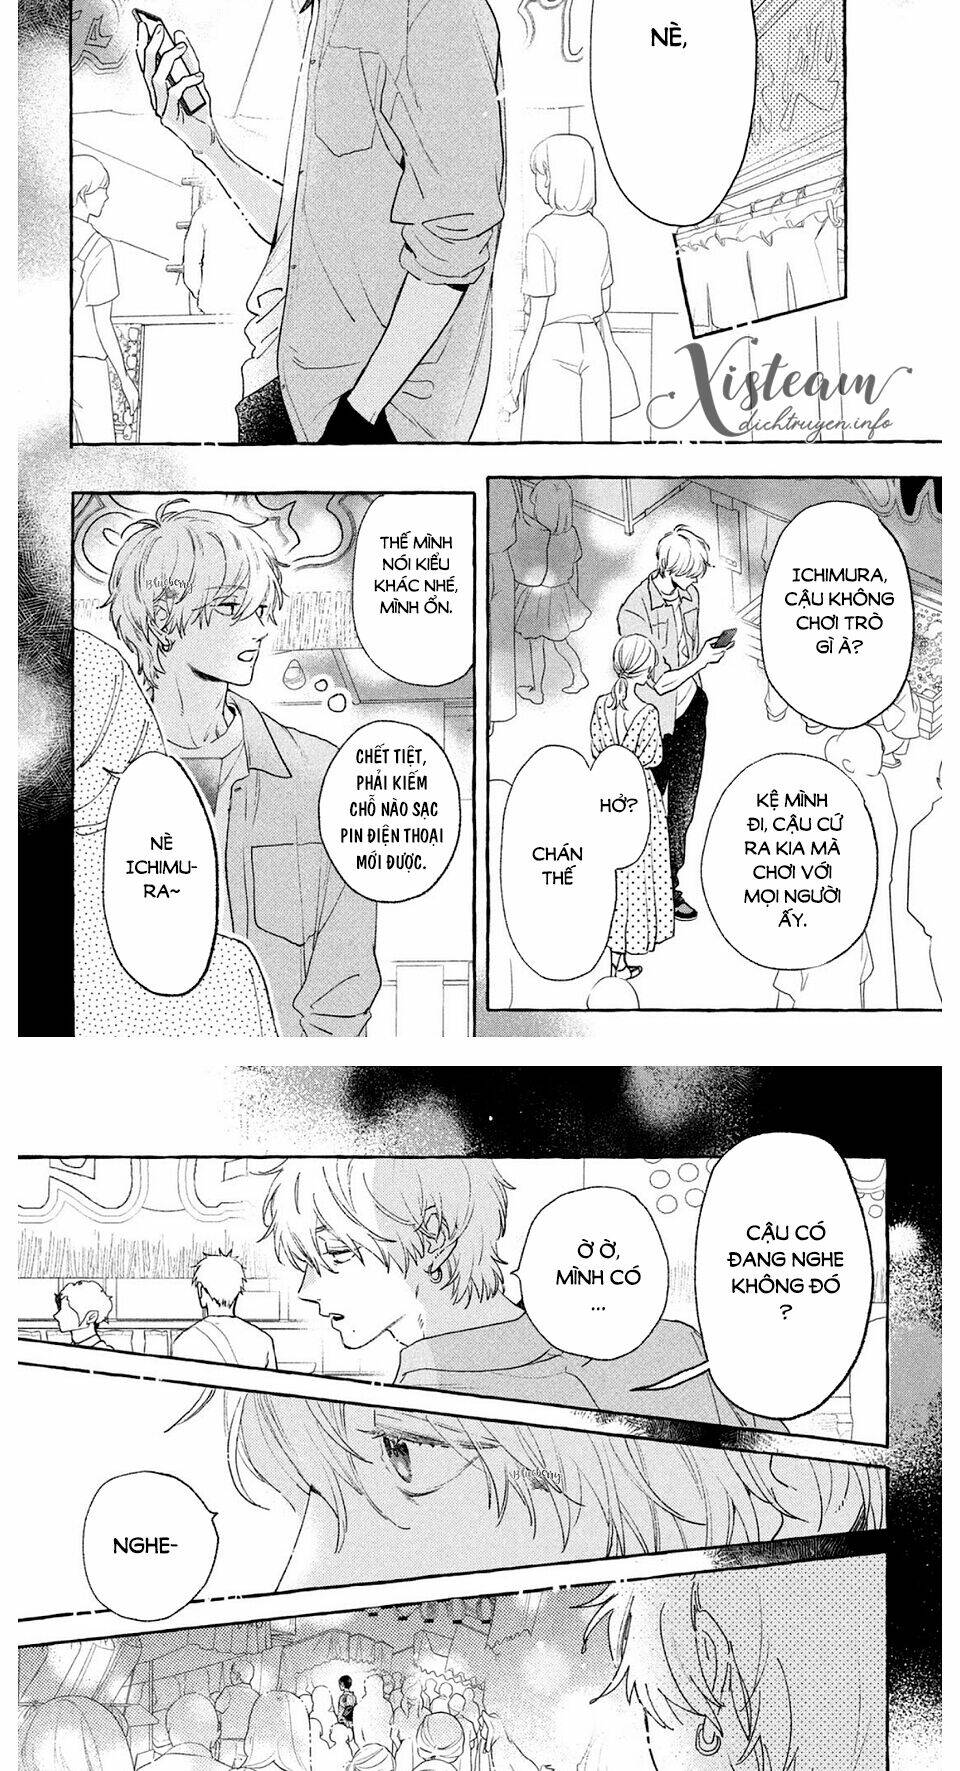 NÈ,
Xisteam
dichtruyen.info
ICHIMURA,
CẬU KHÔNG
CHƠI TRÒ
GÌ À?
KỆ MÌNH
ĐI, CẬU CỨ
RA KIA MÀ
CHƠI VỚI
MỌI NGƯỜI
ẤY.
HỞ?
CHÁN
THẾ
THẾ MÌNH
NÓI KIỂU
KHÁC NHÉ,
MÌNH ỔN.
Blueberry
CHẾT TIỆT,
PHẢI KIẾM
CHỖ NÀO SẠC
PIN ĐIỆN THOẠI
MỚI ĐƯỢC.
NÈ
ICHIMU-
RA~
CẬU CÓ
ĐANG NGHE
KHÔNG ĐÓ
?
Ờ Ờ,
MÌNH CÓ
...
Blueberry
NGHE-